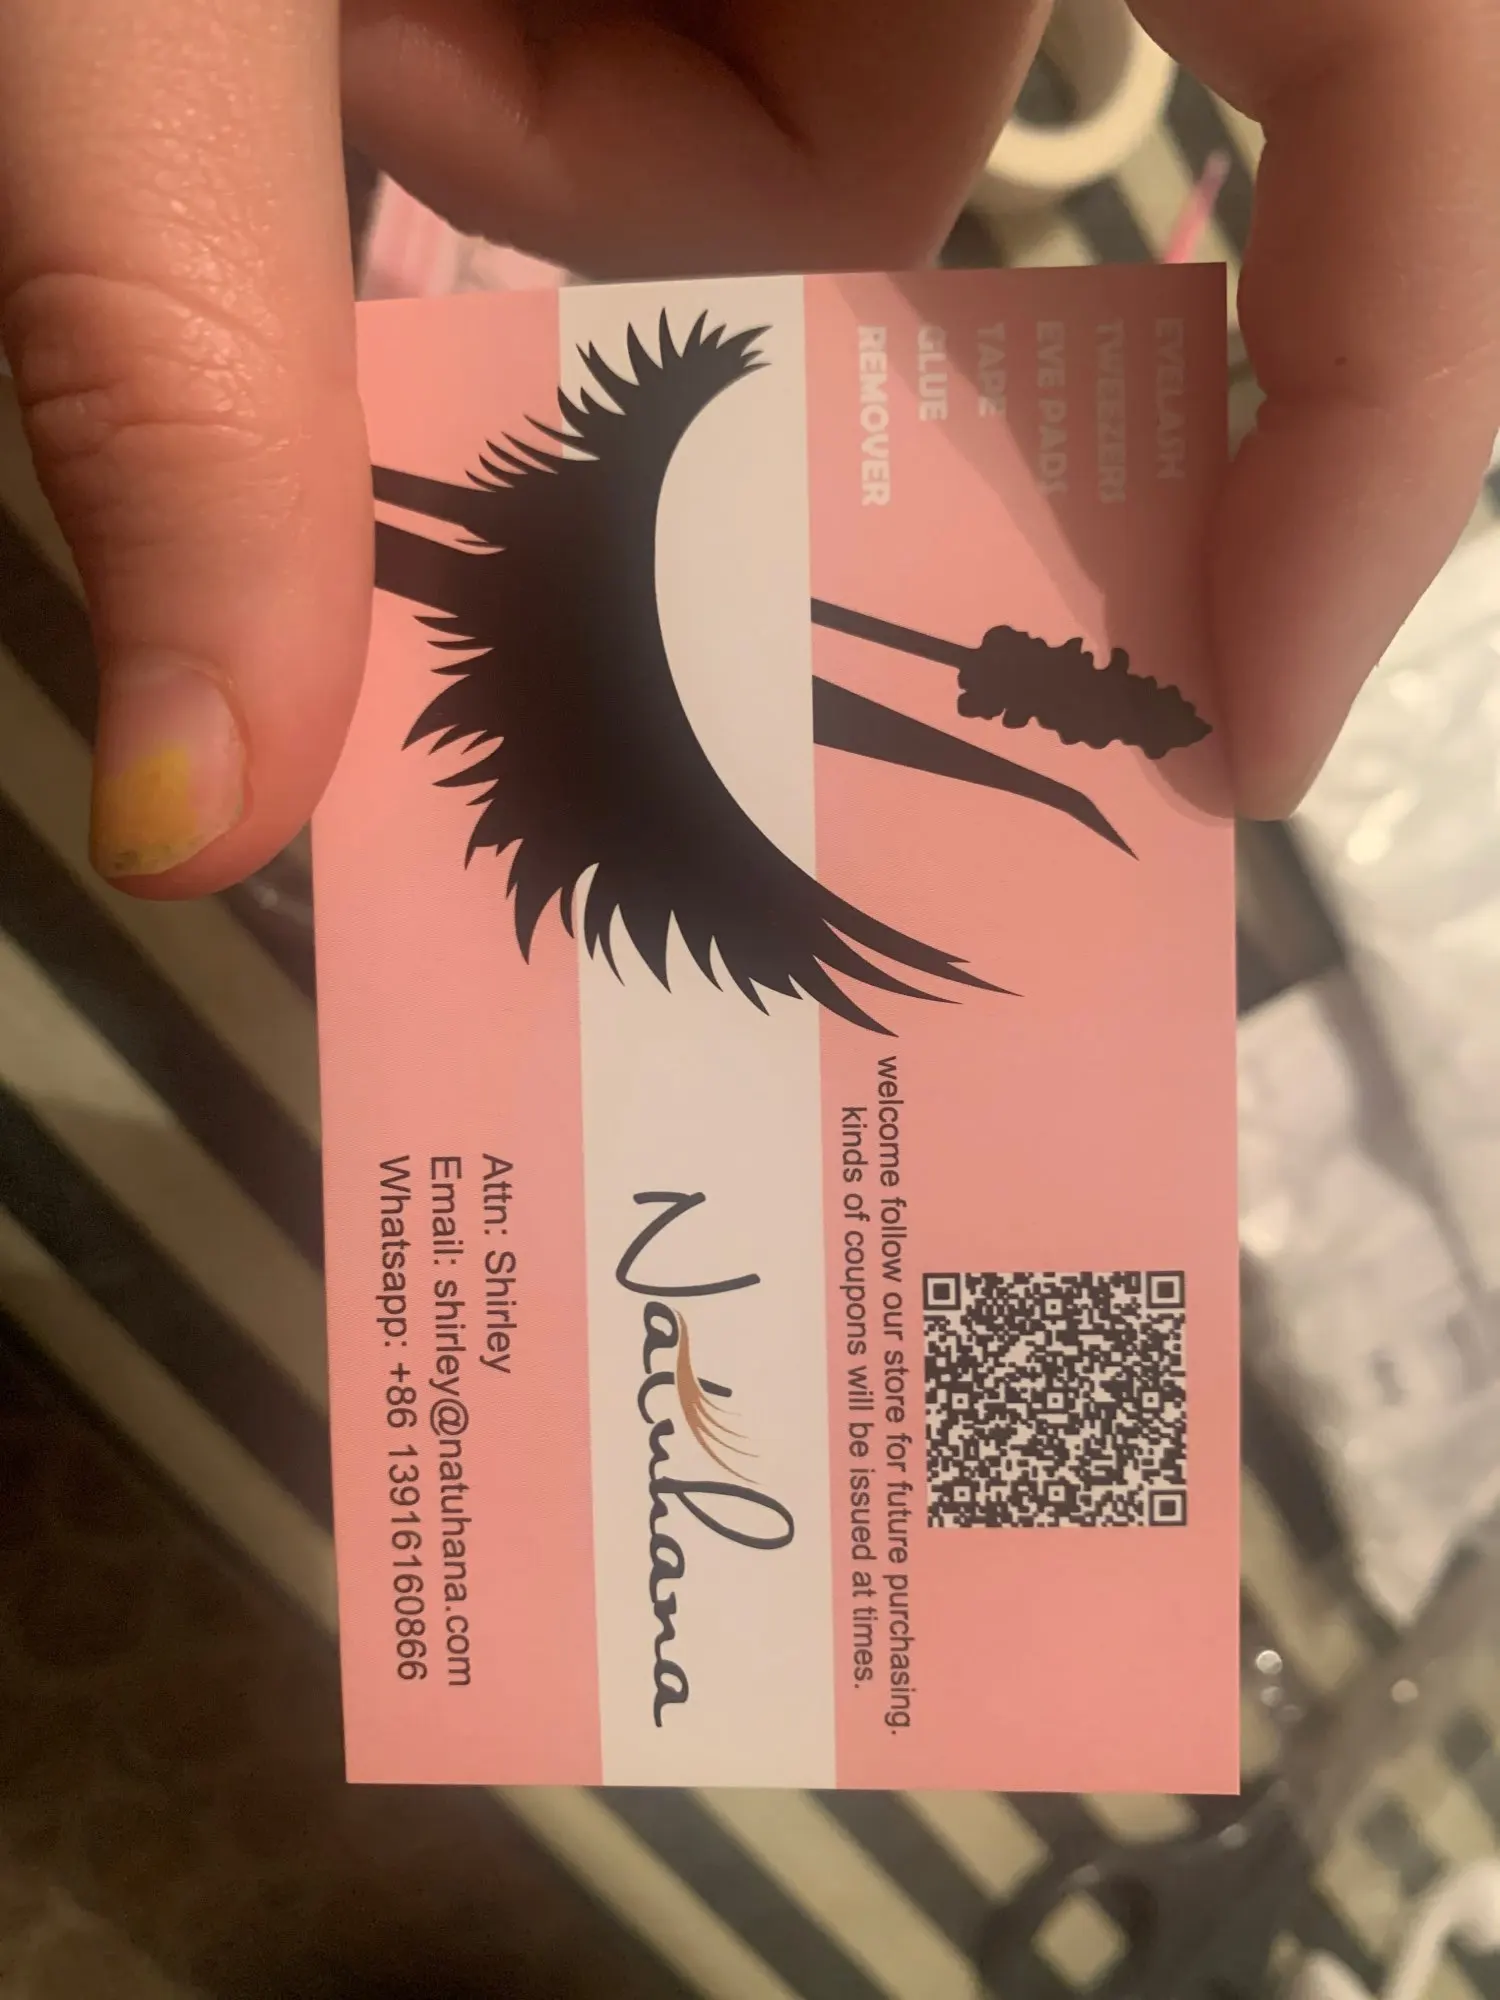 EYELASH
TWEEZERS
EYE PADS
TAPE
GLUE
REMOVER
welcome follow our store for future purchasing.
kinds of coupons will be issued at times.
Natuhana
Attn: Shirley
Email: shirley@natuhana.com
Whatsapp: +86 13916160866